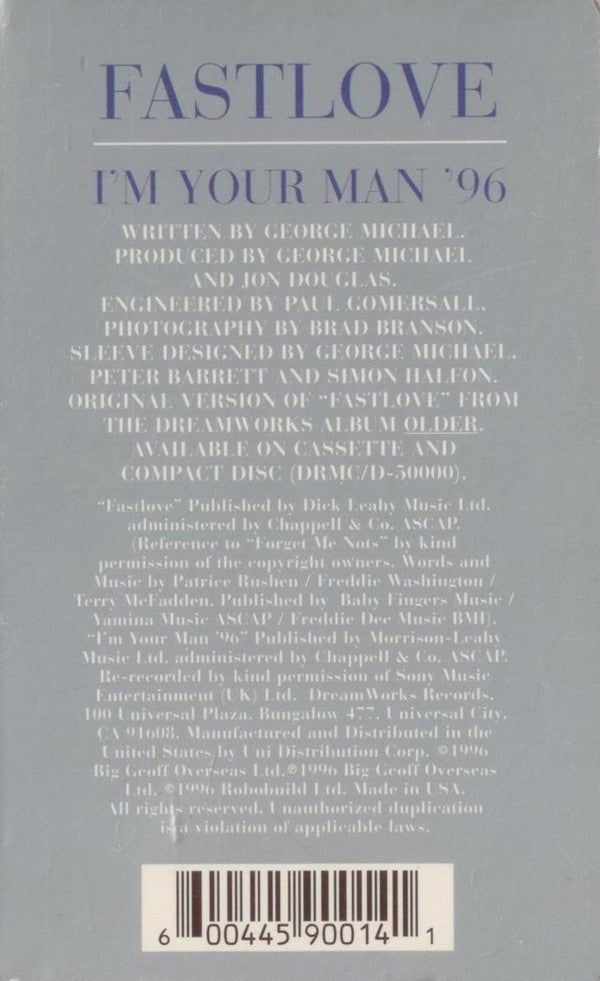 FASTLOVE
I'M YOUR MAN '96
WRITTEN BY GEORGE MICHAEL.
PRODUCED BY GEORGE MICHAEL
AND JON DOUGLAS.
ENGINEERED BY PAUL GOMERSALL.
PHOTOGRAPHY BY BRAD BRANSON.
SLEEVE DESIGNED BY GEORGE MICHAEL,
PETER BARRETT AND SIMON HALFON.
ORIGINAL VERSION OF "FASTLOVE" FROM
THE DREAMWORKS ALBUM OLDER.
AVAILABLE ON CASSETTE AND
COMPACT DISC (DRMC/D-50000).
"Fastlove" Published by Dick Leahy Music Ltd.
administered by Chappell & Co. ASCAP.
(Reference to "Forget Me Nots" by kind
permission of the copyright owners. Words and
Music by Patrice Rushen / Freddie Washington /
Terry McFadden. Published by Baby Fingers Music /
Yamina Music ASCAP / Freddie Dee Music BMI).
"I'm Your Man '96" Published by Morrison-Leahy
Music Ltd. administered by Chappell & Co. ASCAP.
Re-recorded by kind permission of Sony Music
Entertainment (UK) Ltd. DreamWorks Records,
100 Universal Plaza, Bungalow 477, Universal City,
CA 91608. Manufactured and Distributed in the
United States by Uni Distribution Corp. ©1996
Big Geoff Overseas Ltd.℗1996 Big Geoff Overseas
Ltd. ℗1996 Robobuild Ltd. Made in USA.
All rights reserved. Unauthorized duplication
is a violation of applicable laws.
6 00445 90014 1